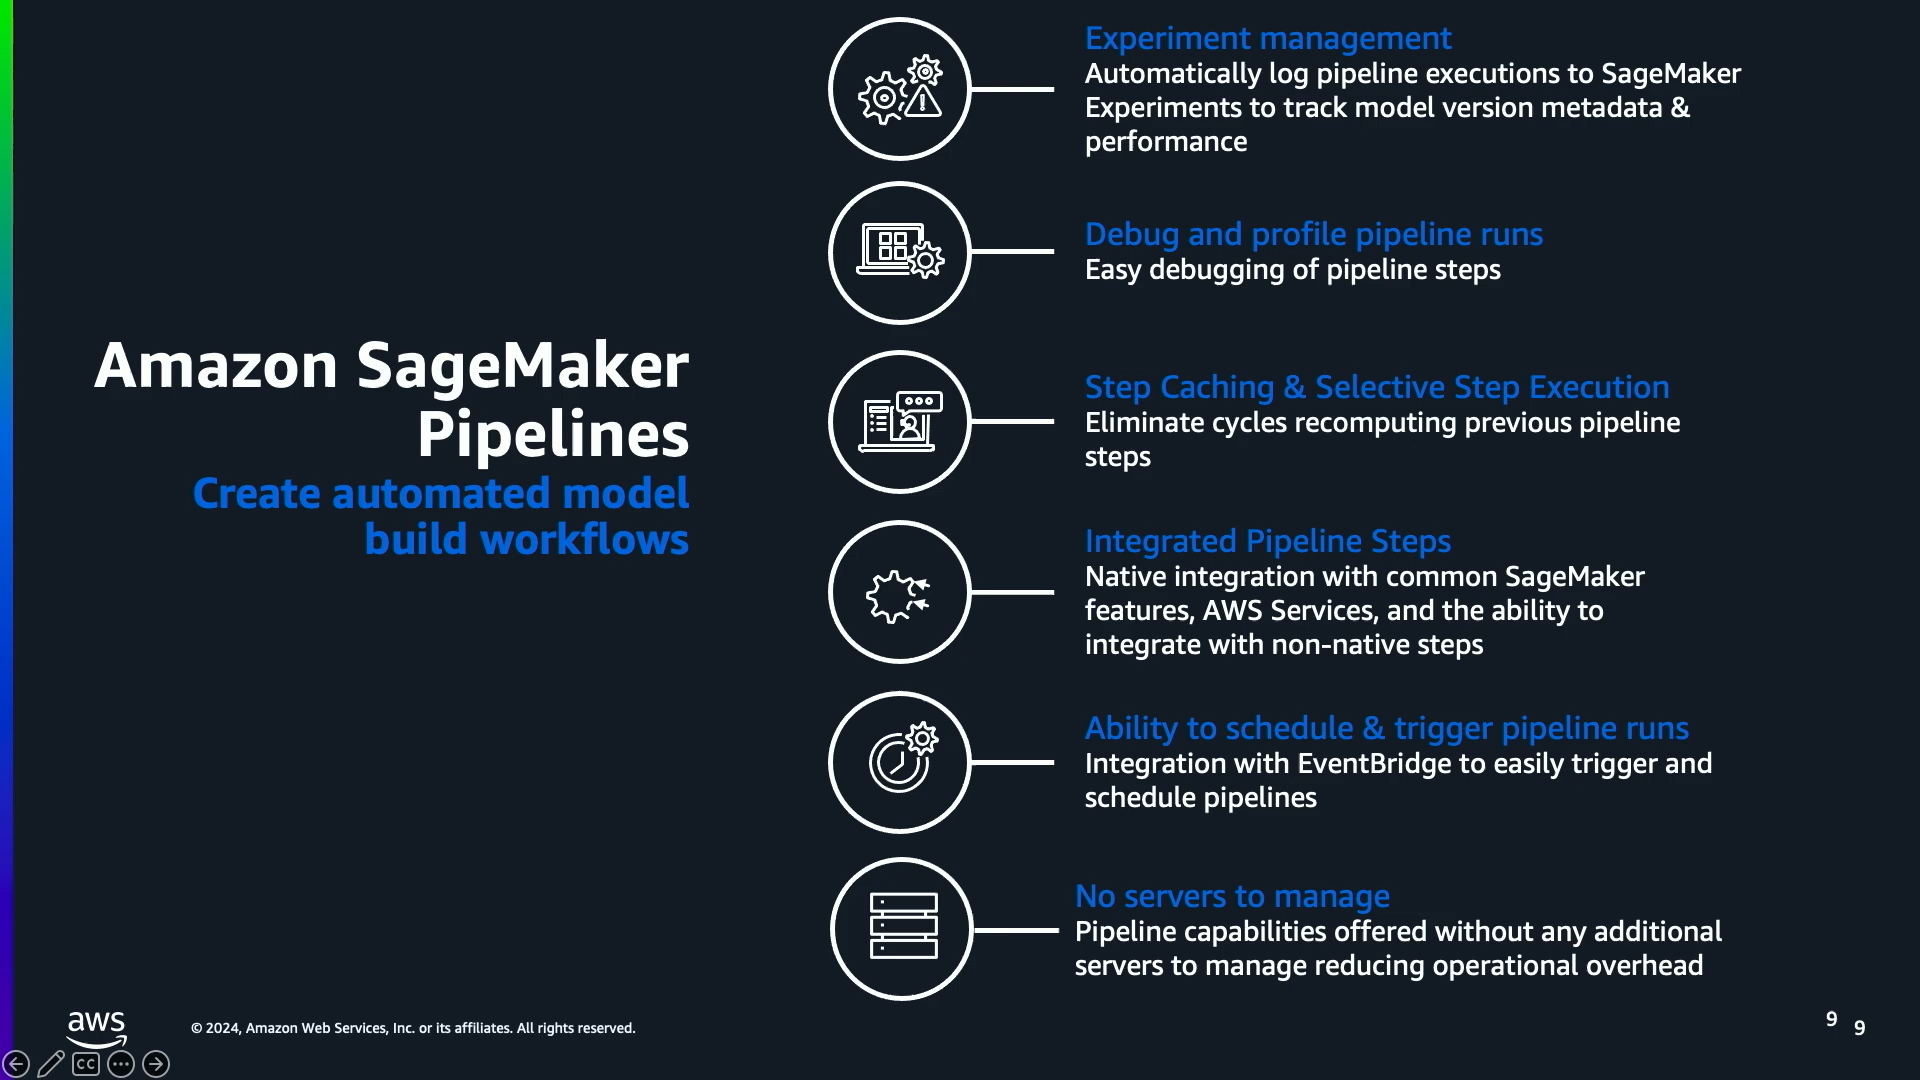 Amazon SageMaker
Pipelines
Create automated model
build workflows
Experiment management
Automatically log pipeline executions to SageMaker
Experiments to track model version metadata &
performance
Debug and profile pipeline runs
Easy debugging of pipeline steps
Step Caching & Selective Step Execution
Eliminate cycles recomputing previous pipeline
steps
Integrated Pipeline Steps
Native integration with common SageMaker
features, AWS Services, and the ability to
integrate with non-native steps
Ability to schedule & trigger pipeline runs
Integration with EventBridge to easily trigger and
schedule pipelines
No servers to manage
Pipeline capabilities offered without any additional
servers to manage reducing operational overhead
aws
© 2024, Amazon Web Services, Inc. or its affiliates. All rights reserved.
9
9
CC